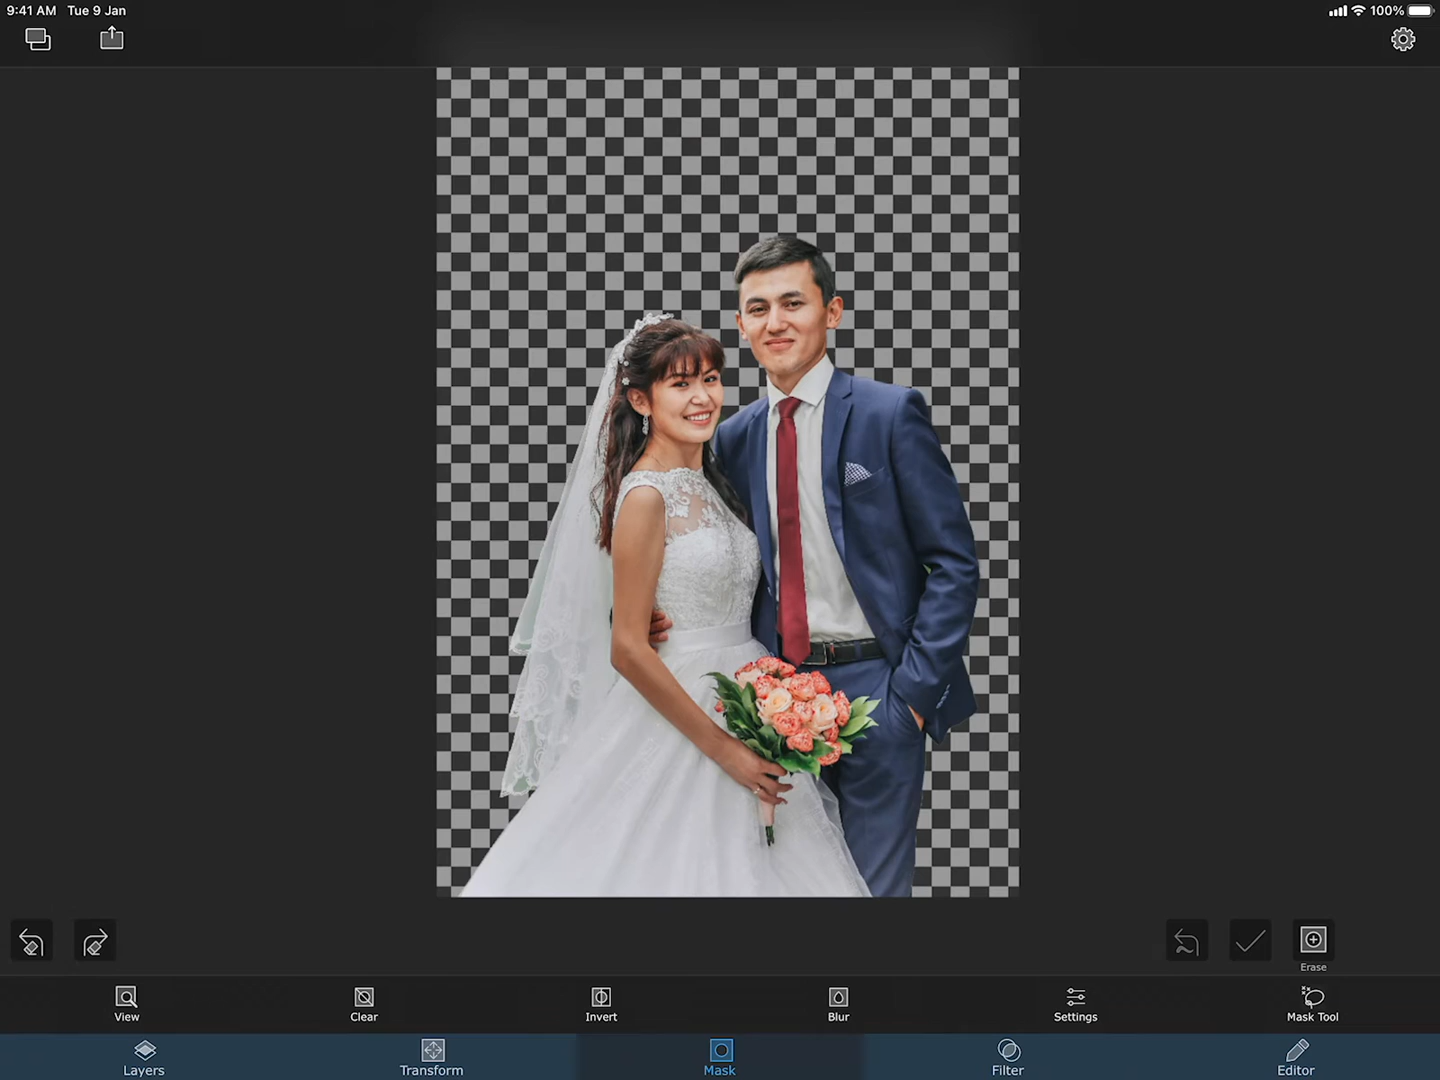 9:41 AM Tue 9 Jan
100%
Erase
View Clear Invert Blur Settings Mask Tool
Layers Transform Mask Filter Editor